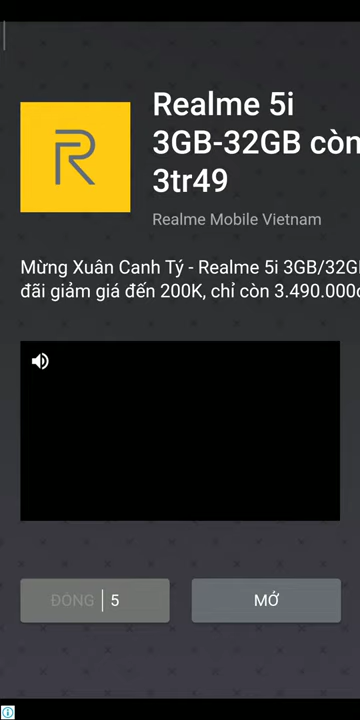 Realme 5i
3GB-32GB còn
3tr49
Realme Mobile Vietnam
Mừng Xuân Canh Tý - Realme 5i 3GB/32G
đãi giảm giá đến 200K, chỉ còn 3.490.000
ĐÓNG | 5
MỞ